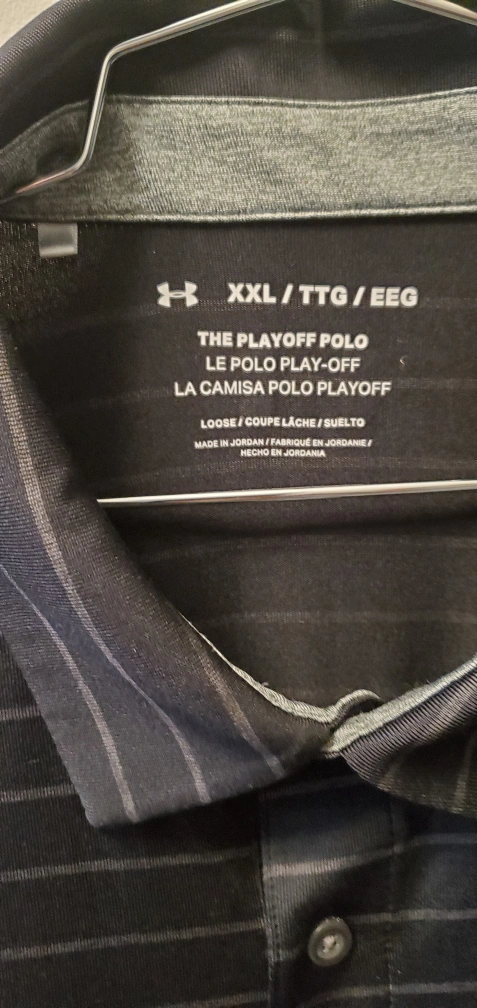 XXL / TTG / EEG
THE PLAYOFF POLO
LE POLO PLAY-OFF
LA CAMISA POLO PLAYOFF
LOOSE / COUPE LÂCHE / SUELTO
MADE IN JORDAN / FABRIQUÉ EN JORDANIE /
HECHO EN JORDANIA